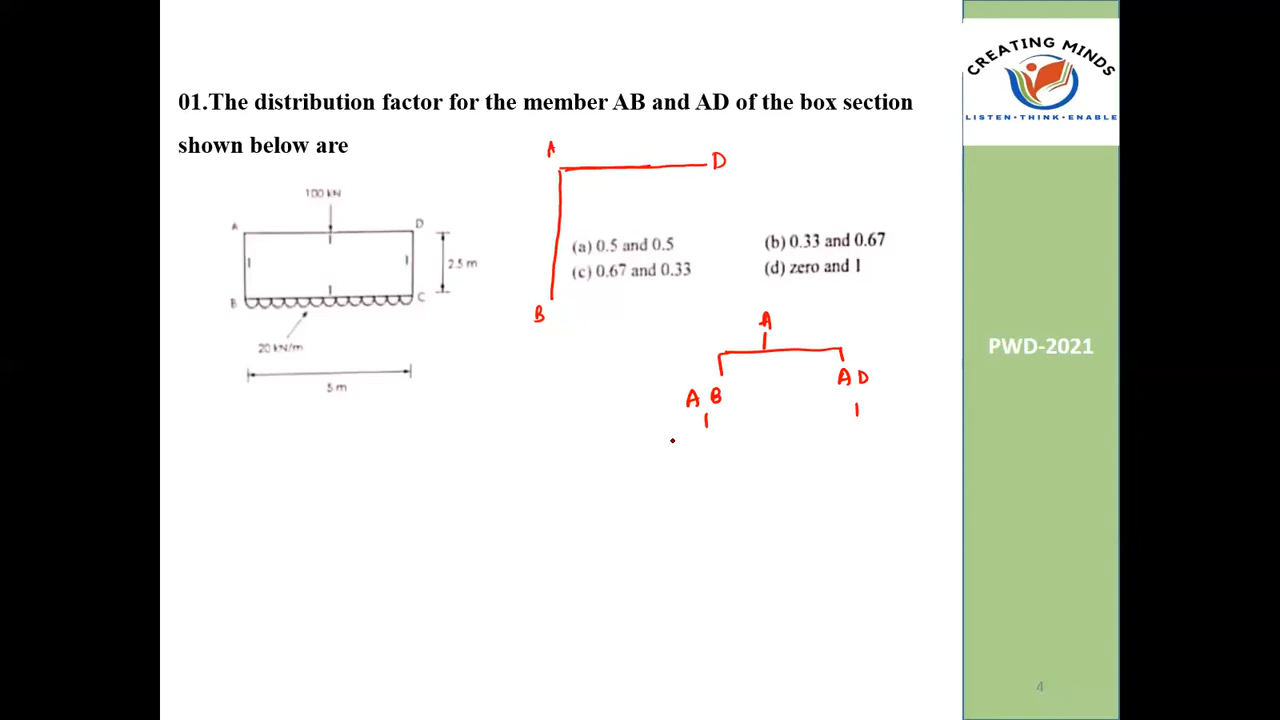 CREATING MINDS
LISTEN•THINK•ENABLE
01.The distribution factor for the member AB and AD of the box section
shown below are
A D
B
100 kN
A D
I
I I
I
B C
2.5 m
20 kN/m
5 m
(a) 0.5 and 0.5 (b) 0.33 and 0.67
(c) 0.67 and 0.33 (d) zero and 1
A
A B A D
PWD-2021
4